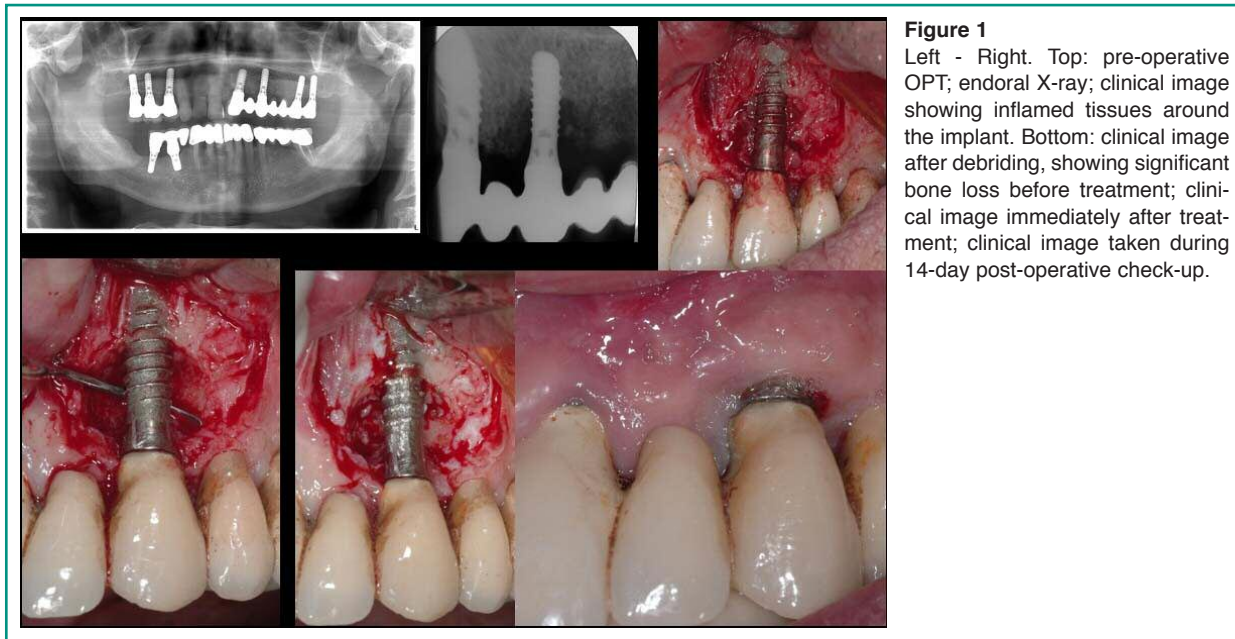 Figure 1
Left - Right. Top: pre-operative
OPT; endoral X-ray; clinical image
showing inflamed tissues around
the implant. Bottom: clinical image
after debriding, showing significant
bone loss before treatment; clini-
cal image immediately after treat-
ment; clinical image taken during
14-day post-operative check-up.
L